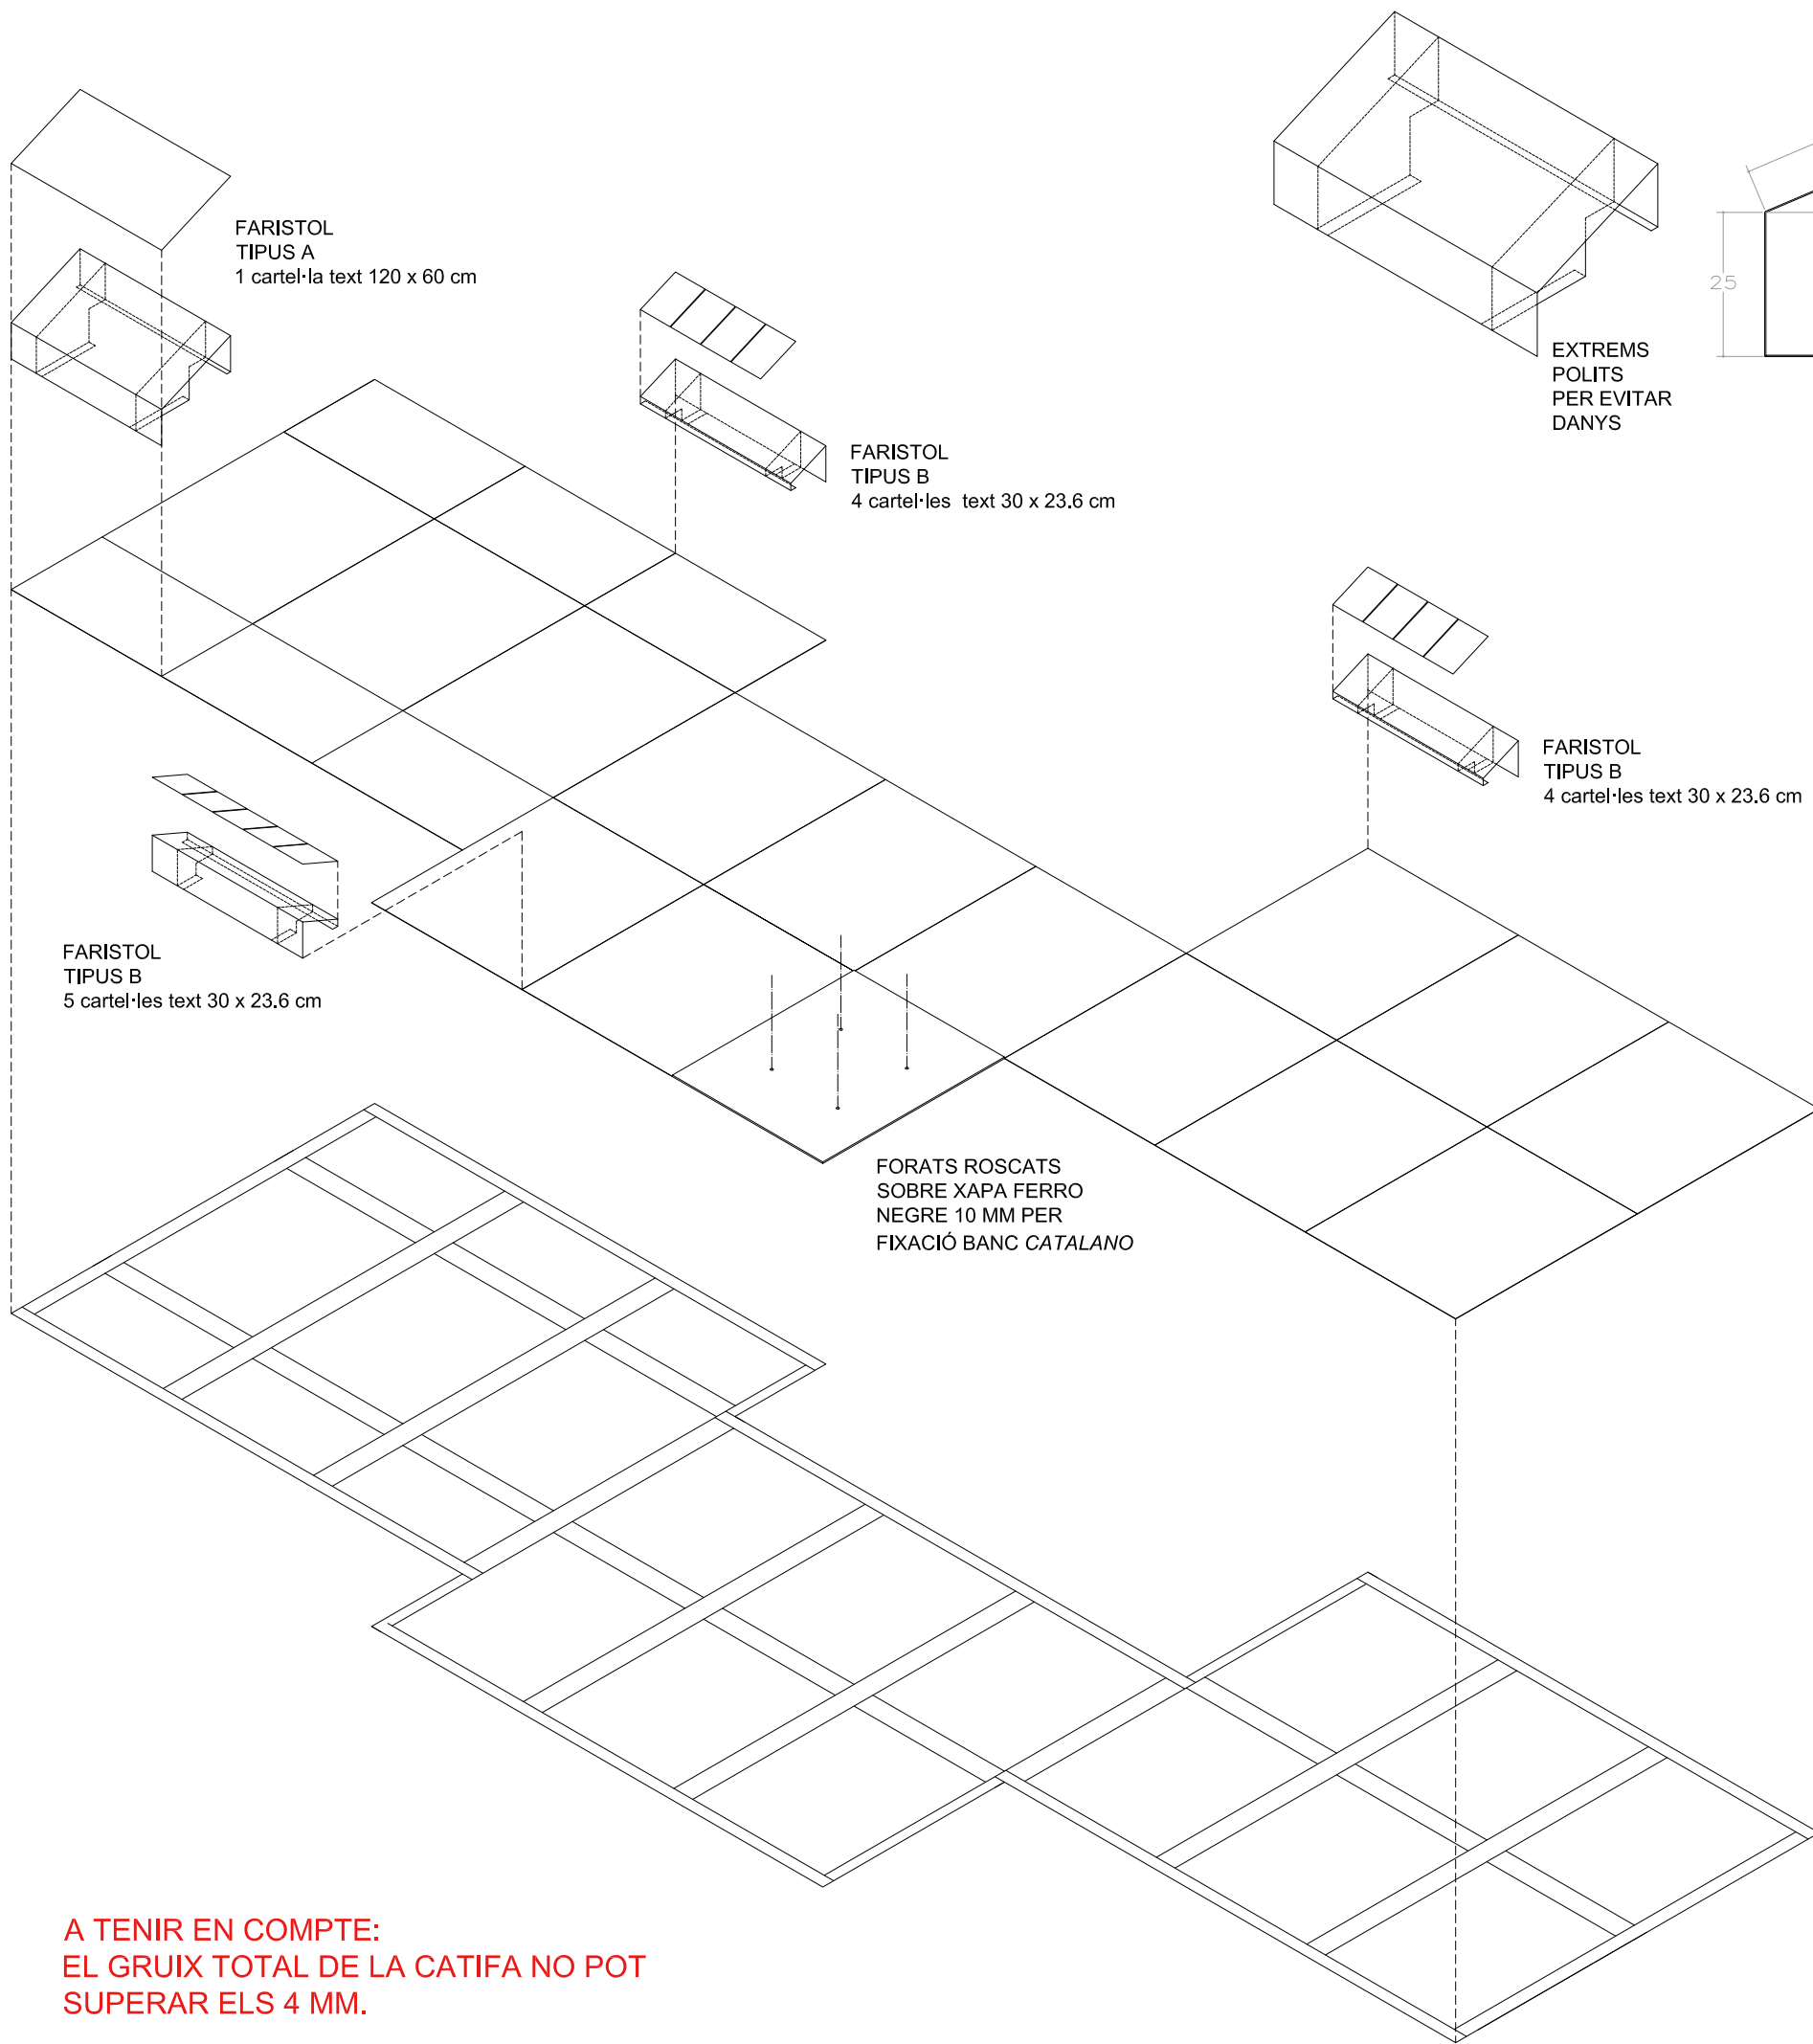 FARISTOL
TIPUS A
1 cartel·la text 120 x 60 cm
25
EXTREMS
POLITS
PER EVITAR
DANYS
FARISTOL
TIPUS B
4 cartel·les  text 30 x 23.6 cm
FARISTOL
TIPUS B
4 cartel·les text 30 x 23.6 cm
FARISTOL
TIPUS B
5 cartel·les text 30 x 23.6 cm
FORATS ROSCATS
SOBRE XAPA FERRO
NEGRE 10 MM PER
FIXACIÓ BANC CATALANO
A TENIR EN COMPTE:
EL GRUIX TOTAL DE LA CATIFA NO POT
SUPERAR ELS 4 MM.